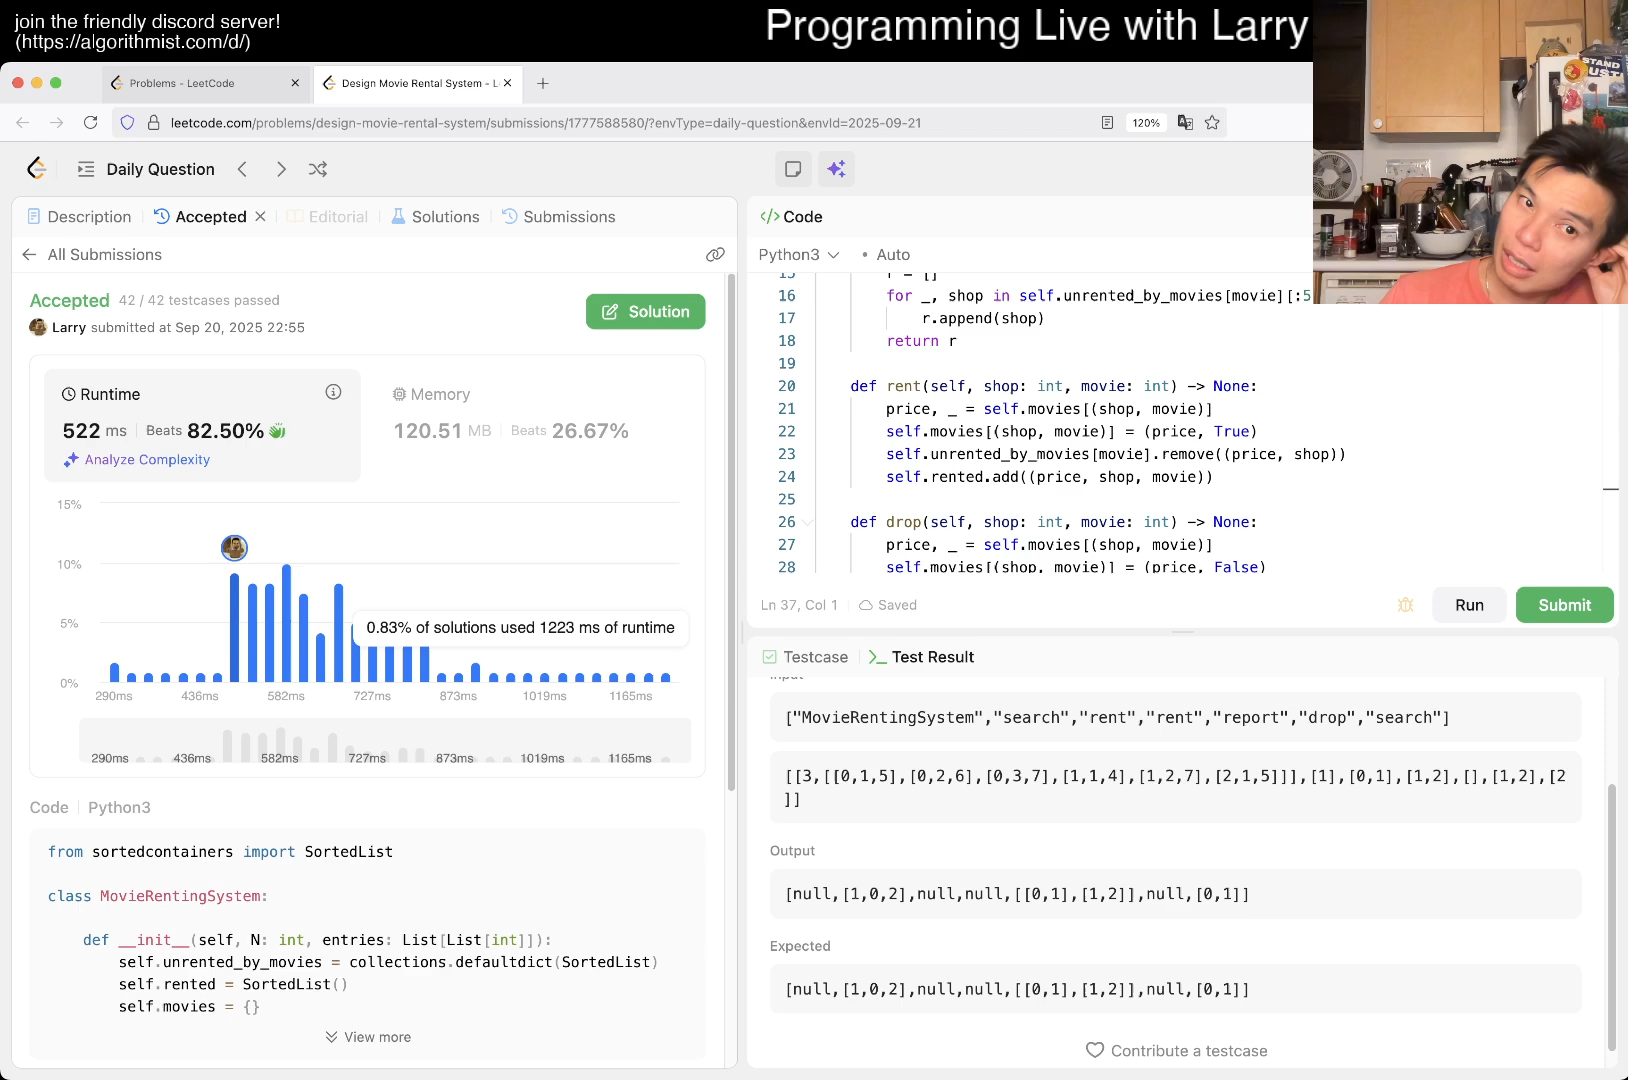 join the friendly discord server!
(https://algorithmist.com/d/)
Programming Live with Larry
STAND
Problems - LeetCode
Design Movie Rental System - L
leetcode.com/problems/design-movie-rental-system/submissions/1777588580/?envType=daily-question&envId=2025-09-21
120%
Daily Question
Description
Accepted
Editorial
Solutions
Submissions
All Submissions
Accepted 42 / 42 testcases passed
Larry submitted at Sep 20, 2025 22:55
Solution
Runtime
522 ms Beats 82.50%
Analyze Complexity
Memory
120.51 MB Beats 26.67%
15%
10%
5%
0%
0.83% of solutions used 1223 ms of runtime
290ms 436ms 582ms 727ms 873ms 1019ms 1165ms
290ms 436ms 582ms 727ms 873ms 1019ms 1165ms
Code Python3
from sortedcontainers import SortedList
class MovieRentingSystem:
def __init__(self, N: int, entries: List[List[int]]):
self.unrented_by_movies = collections.defaultdict(SortedList)
self.rented = SortedList()
self.movies = {}
View more
</> Code
Python3 • Auto
15 r = []
16 for _, shop in self.unrented_by_movies[movie][:5
17 r.append(shop)
18 return r
19
20 def rent(self, shop: int, movie: int) -> None:
21 price, _ = self.movies[(shop, movie)]
22 self.movies[(shop, movie)] = (price, True)
23 self.unrented_by_movies[movie].remove((price, shop))
24 self.rented.add((price, shop, movie))
25
26 def drop(self, shop: int, movie: int) -> None:
27 price, _ = self.movies[(shop, movie)]
28 self.movies[(shop, movie)] = (price, False)
Ln 37, Col 1 Saved
Run
Submit
Testcase
Test Result
Input
["MovieRentingSystem","search","rent","rent","report","drop","search"]
[[3,[[0,1,5],[0,2,6],[0,3,7],[1,1,4],[1,2,7],[2,1,5]]],[1],[0,1],[1,2],[],[1,2],[2
]]
Output
[null,[1,0,2],null,null,[[0,1],[1,2]],null,[0,1]]
Expected
[null,[1,0,2],null,null,[[0,1],[1,2]],null,[0,1]]
Contribute a testcase